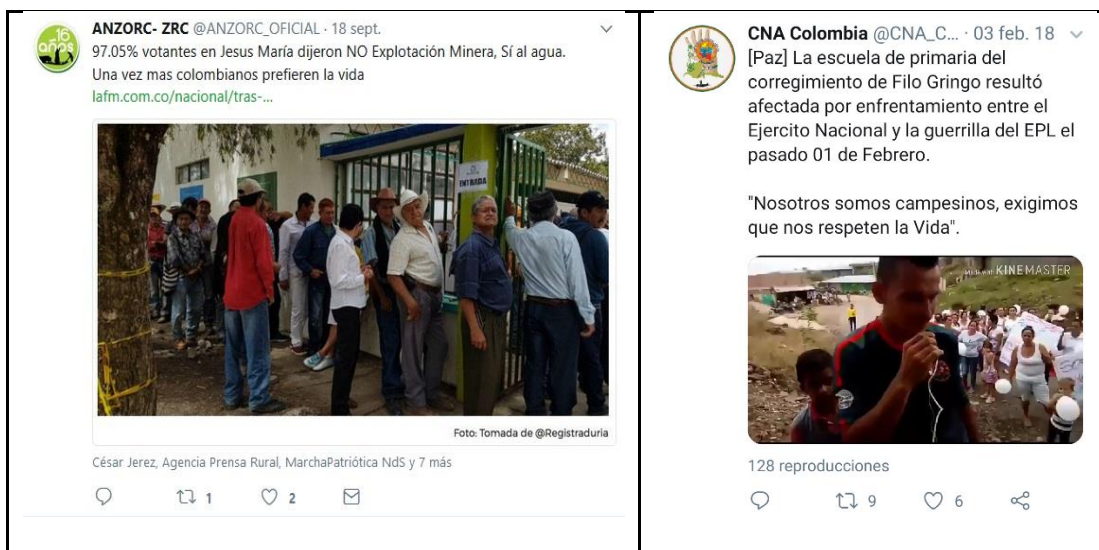 16
años
ANZORC- ZRC @ANZORC_OFICIAL · 18 sept.
97.05% votantes en Jesus María dijeron NO Explotación Minera, Sí al agua.
Una vez mas colombianos prefieren la vida
lafm.com.co/nacional/tras-...
ENTRADA
Foto: Tomada de @Registraduria
César Jerez, Agencia Prensa Rural, MarchaPatriótica NdS y 7 más
1
2
CNA Colombia @CNA_C... · 03 feb. 18
[Paz] La escuela de primaria del
corregimiento de Filo Gringo resultó
afectada por enfrentamiento entre el
Ejercito Nacional y la guerrilla del EPL el
pasado 01 de Febrero.
"Nosotros somos campesinos, exigimos
que nos respeten la Vida".
Made with KINEMASTER
128 reproducciones
9
6